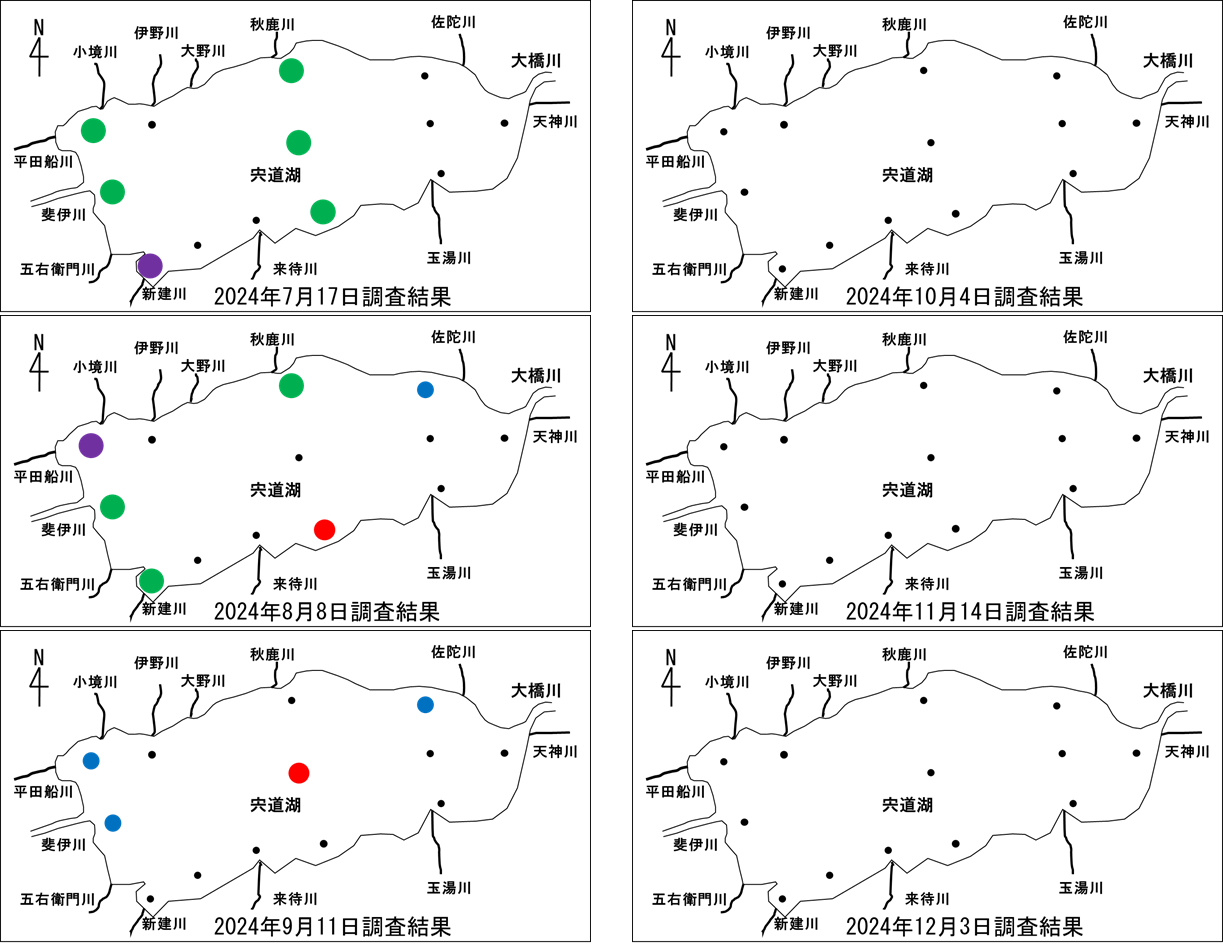 N
小境川
伊野川
大野川
秋鹿川
佐陀川
大橋川
天神川
平田船川
宍道湖
斐伊川
五右衛門川
新建川
来待川
玉湯川
2024年7月17日調査結果
N
小境川
伊野川
大野川
秋鹿川
佐陀川
大橋川
天神川
平田船川
宍道湖
斐伊川
五右衛門川
新建川
来待川
玉湯川
2024年10月4日調査結果
N
小境川
伊野川
大野川
秋鹿川
佐陀川
大橋川
天神川
平田船川
宍道湖
斐伊川
五右衛門川
新建川
来待川
玉湯川
2024年8月8日調査結果
N
小境川
伊野川
大野川
秋鹿川
佐陀川
大橋川
天神川
平田船川
宍道湖
斐伊川
五右衛門川
新建川
来待川
玉湯川
2024年11月14日調査結果
N
小境川
伊野川
大野川
秋鹿川
佐陀川
大橋川
天神川
平田船川
宍道湖
斐伊川
五右衛門川
新建川
来待川
玉湯川
2024年9月11日調査結果
N
小境川
伊野川
大野川
秋鹿川
佐陀川
大橋川
天神川
平田船川
宍道湖
斐伊川
五右衛門川
新建川
来待川
玉湯川
2024年12月3日調査結果